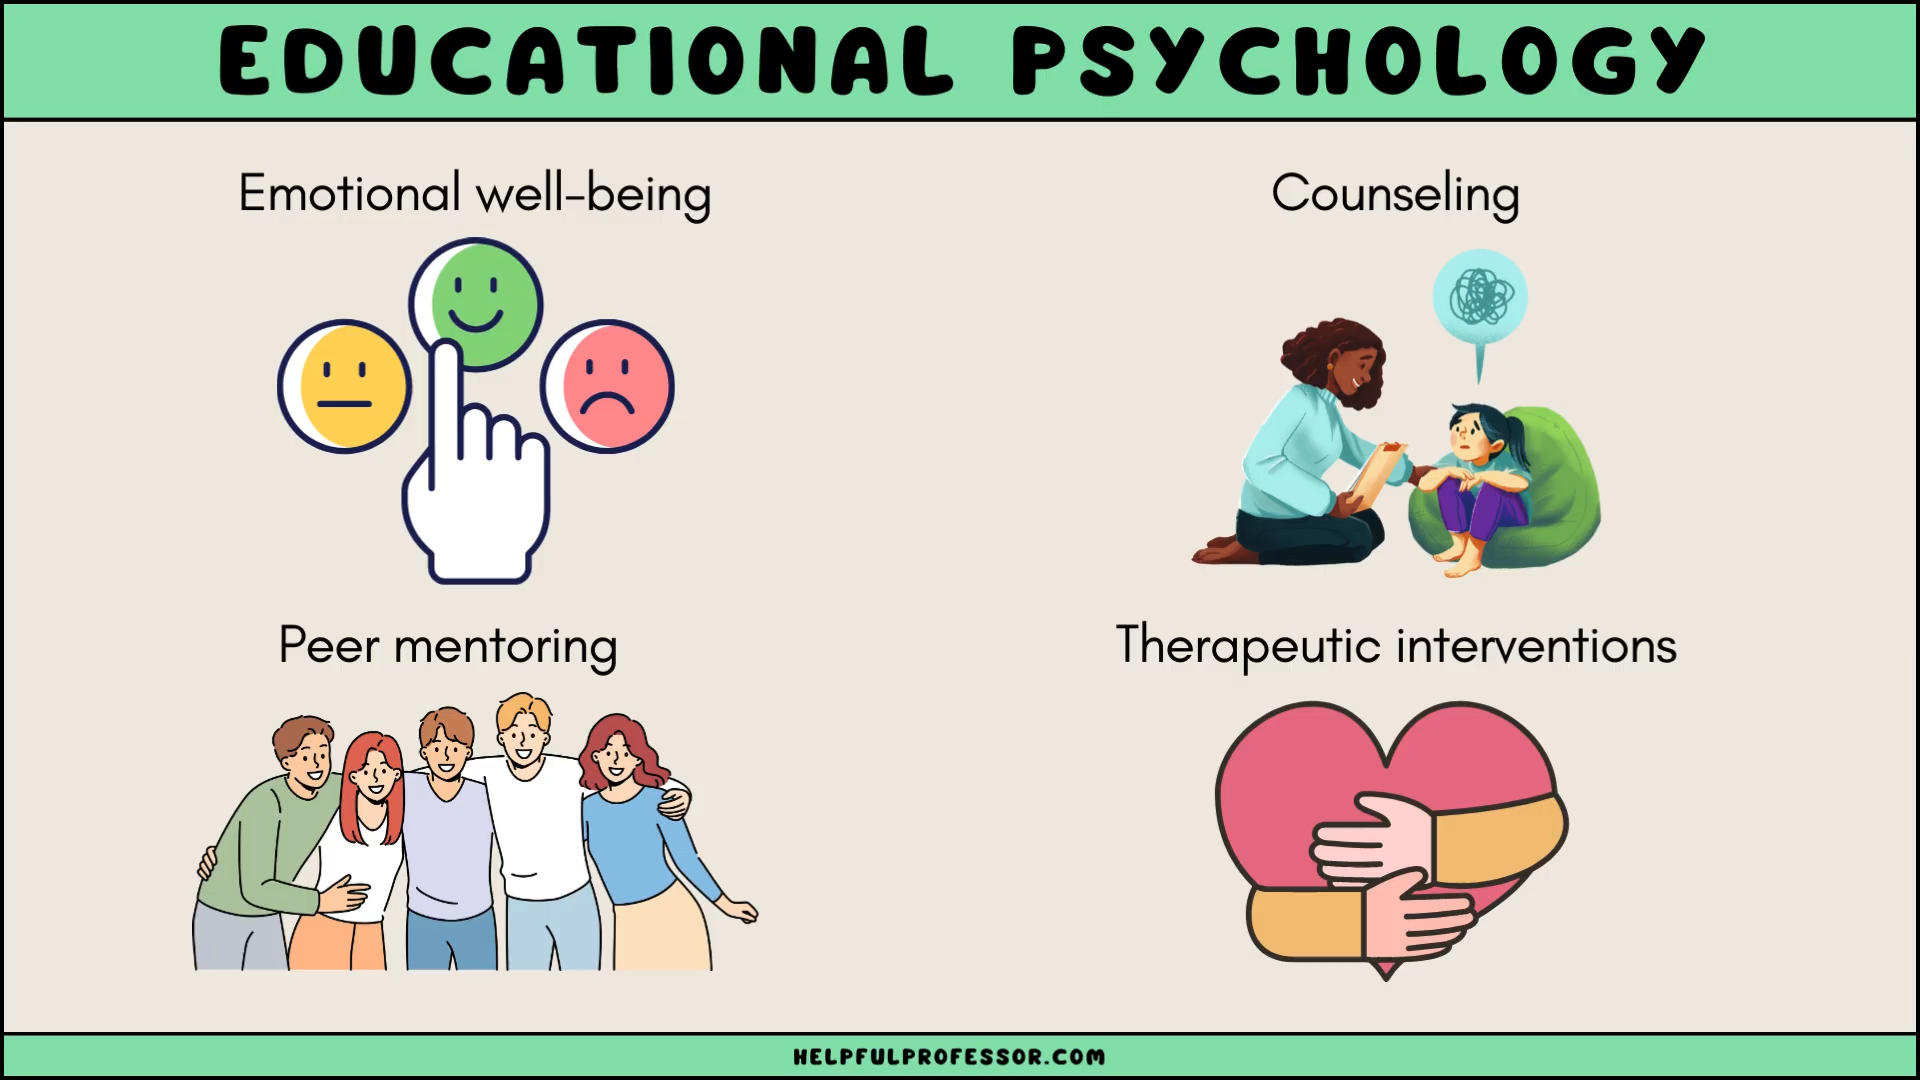 EDUCATIONAL PSYCHOLOGY
Emotional well-being
Counseling
Peer mentoring
Therapeutic interventions
HELPFULPROFESSOR.COM